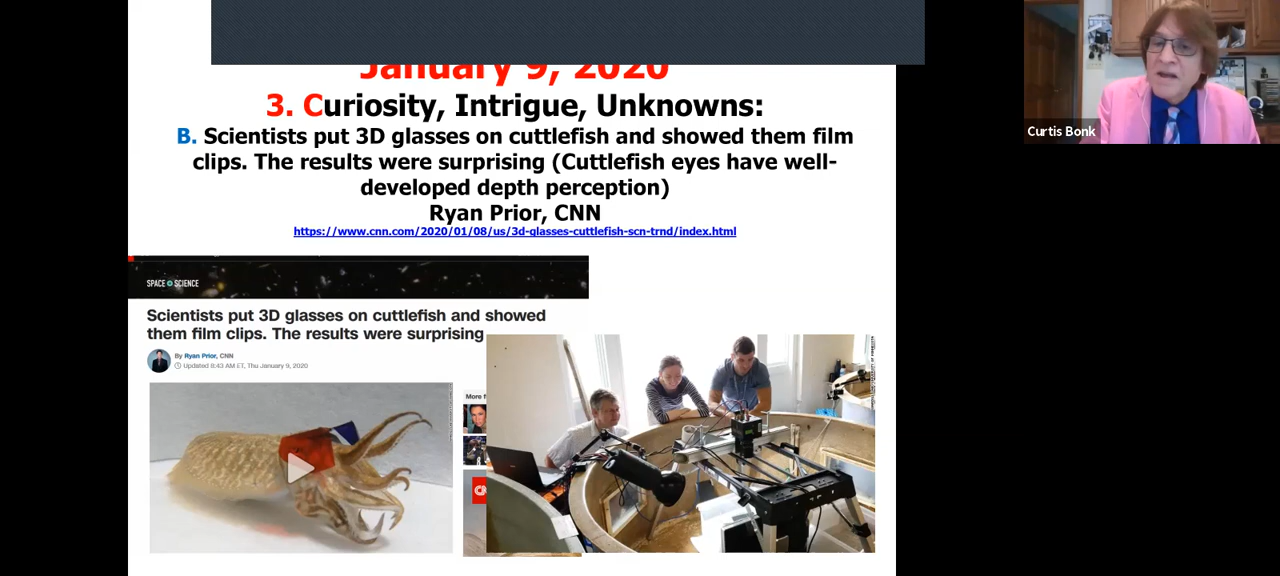 January 9, 2020
3. Curiosity, Intrigue, Unknowns:
B. Scientists put 3D glasses on cuttlefish and showed them film
clips. The results were surprising (Cuttlefish eyes have well-
developed depth perception)
Ryan Prior, CNN
https://www.cnn.com/2020/01/08/us/3d-glasses-cuttlefish-scn-trnd/index.html
SPACE + SCIENCE
Scientists put 3D glasses on cuttlefish and showed
them film clips. The results were surprising
By Ryan Prior, CNN
Updated 8:43 AM ET, Thu January 9, 2020
More f
Curtis Bonk